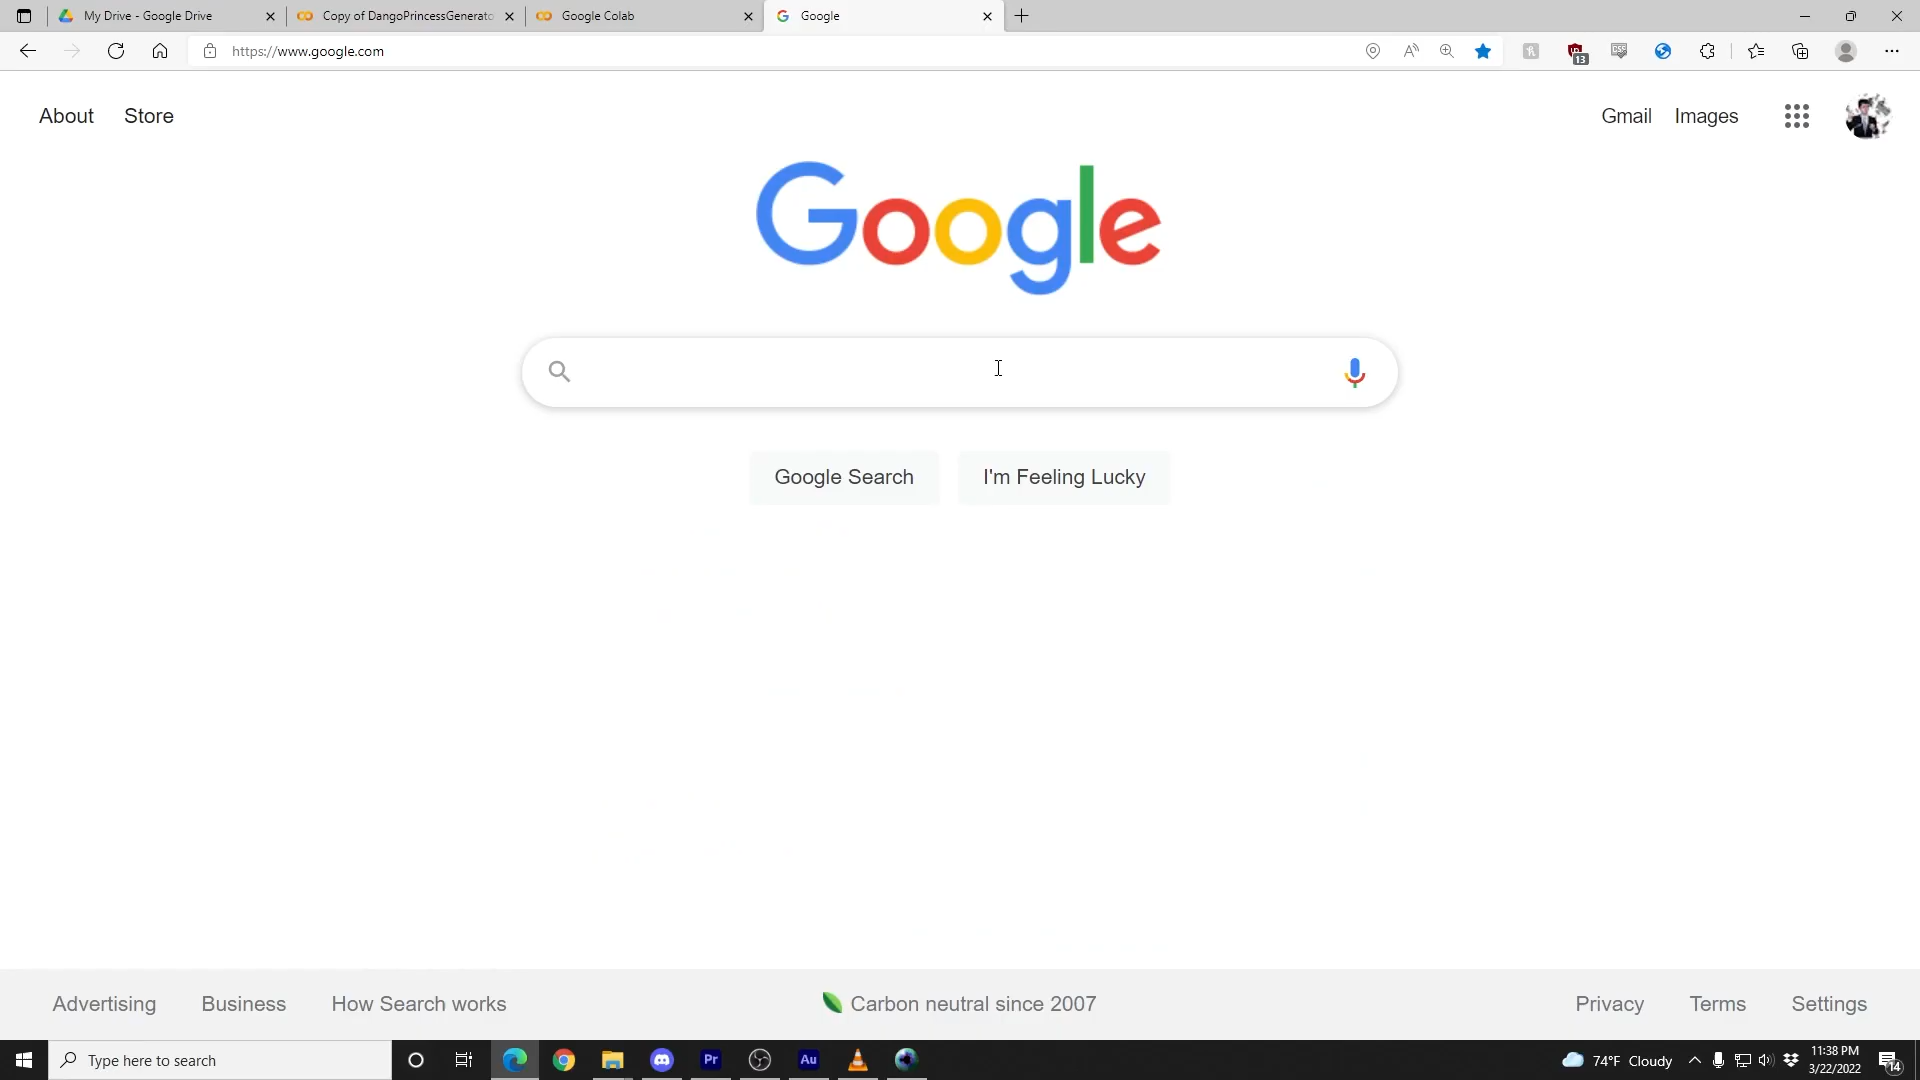 My Drive - Google Drive
Copy of DangoPrincessGenerato
Google Colab
Google
https://www.google.com
13
About
Store
Gmail
Images
Google
Google Search
I'm Feeling Lucky
Advertising
Business
How Search works
Carbon neutral since 2007
Privacy
Terms
Settings
Type here to search
Pr
Au
74°F Cloudy
11:38 PM
3/22/2022
14